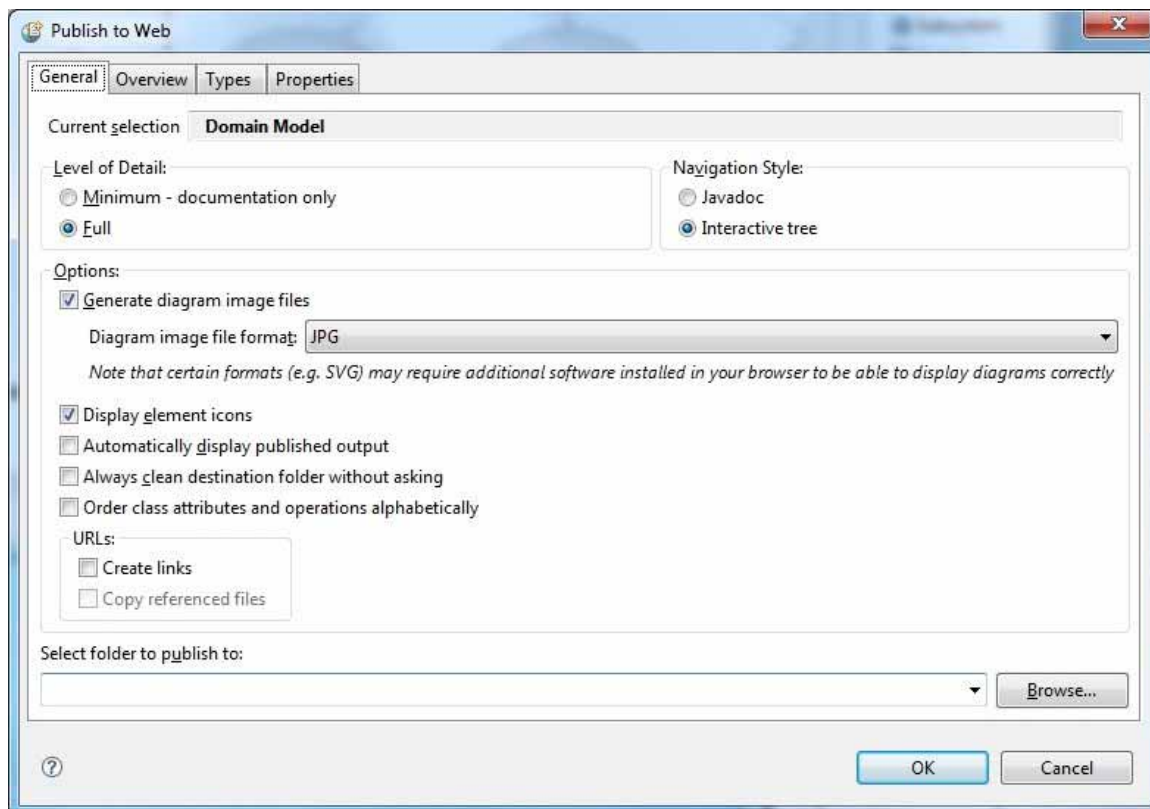 Publish to Web
General Overview Types Properties
Current selection Domain Model
Level of Detail: Navigation Style:
Minimum - documentation only Javadoc
Full Interactive tree
Options:
Generate diagram image files
Diagram image file format: JPG
Note that certain formats (e.g. SVG) may require additional software installed in your browser to be able to display diagrams correctly
Display element icons
Automatically display published output
Always clean destination folder without asking
Order class attributes and operations alphabetically
URLs:
Create links
Copy referenced files
Select folder to publish to:
Browse...
OK Cancel